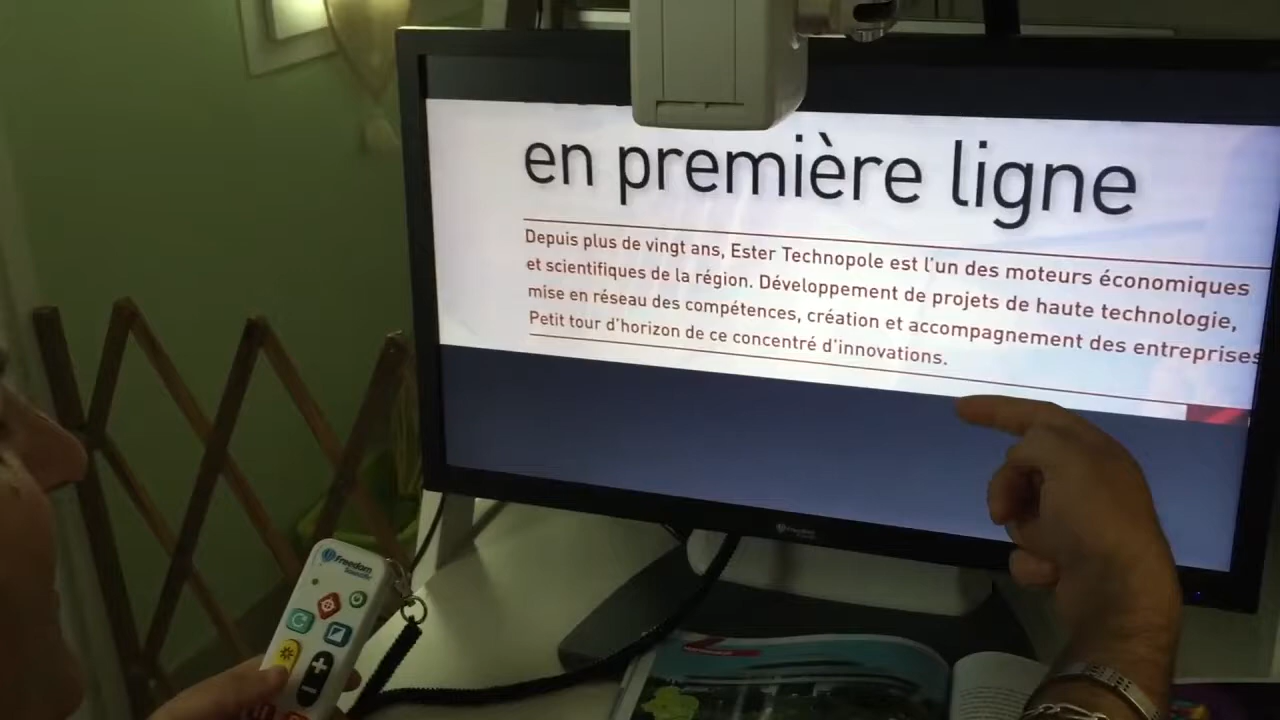 en première ligne
Depuis plus de vingt ans, Ester Technopole est l'un des moteurs économiques
et scientifiques de la région. Développement de projets de haute technologie,
mise en réseau des compétences, création et accompagnement des entreprises
Petit tour d'horizon de ce concentré d'innovations.
Freedom
Scientific